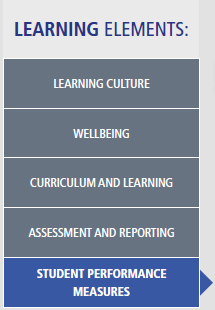 LEARNING ELEMENTS:
LEARNING CULTURE
WELLBEING
CURRICULUM AND LEARNING
ASSESSMENT AND REPORTING
STUDENT PERFORMANCE
MEASURES